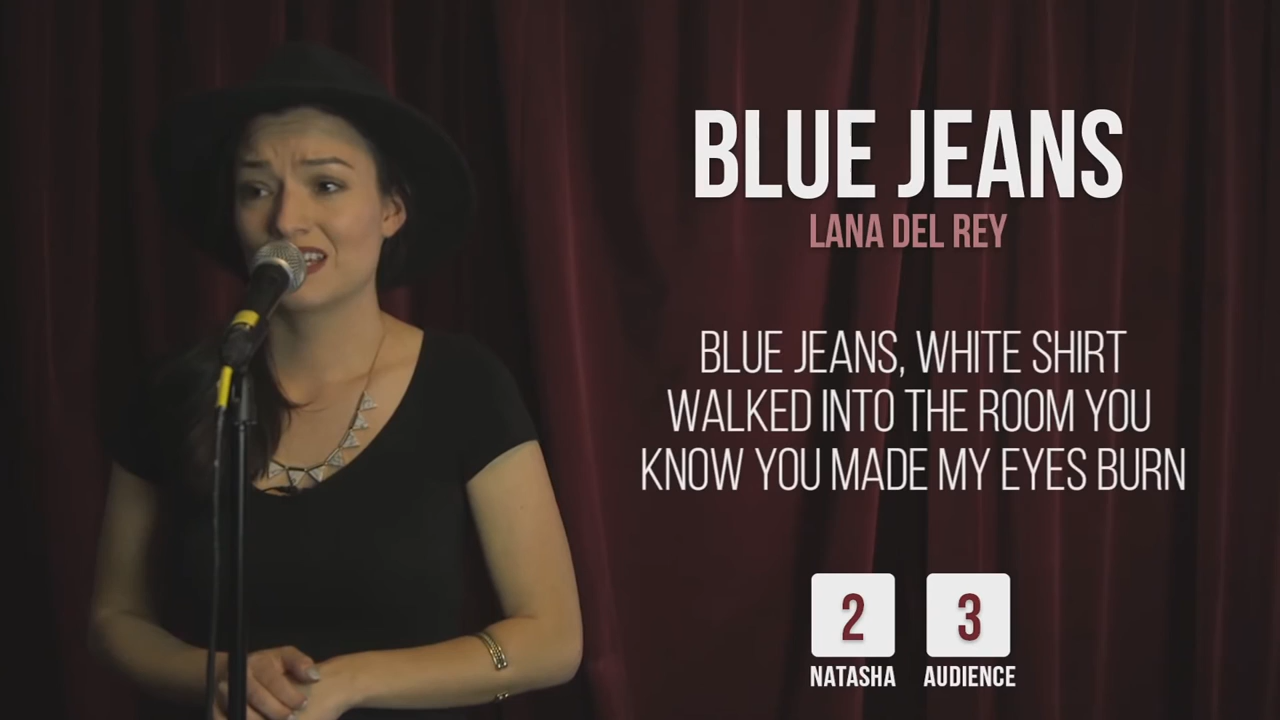 BLUE JEANS
LANA DEL REY
BLUE JEANS, WHITE SHIRT
WALKED INTO THE ROOM YOU
KNOW YOU MADE MY EYES BURN
2 3
NATASHA AUDIENCE